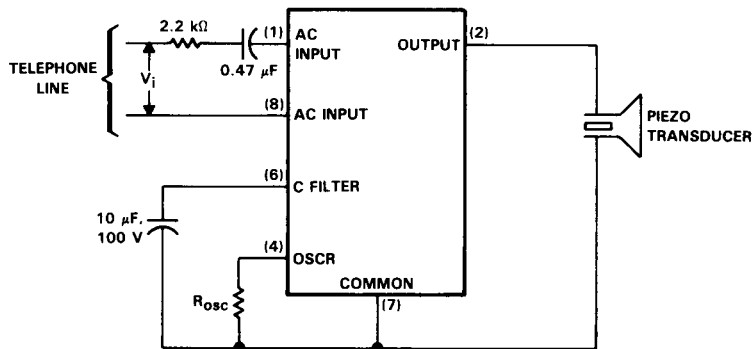 2.2 kΩ
(1)
AC
INPUT
OUTPUT
(2)
TELEPHONE
LINE
Vi
0.47 μF
(8)
AC INPUT
PIEZO
TRANSDUCER
(6)
C FILTER
10 μF,
100 V
(4)
OSCR
Rosc
COMMON
(7)